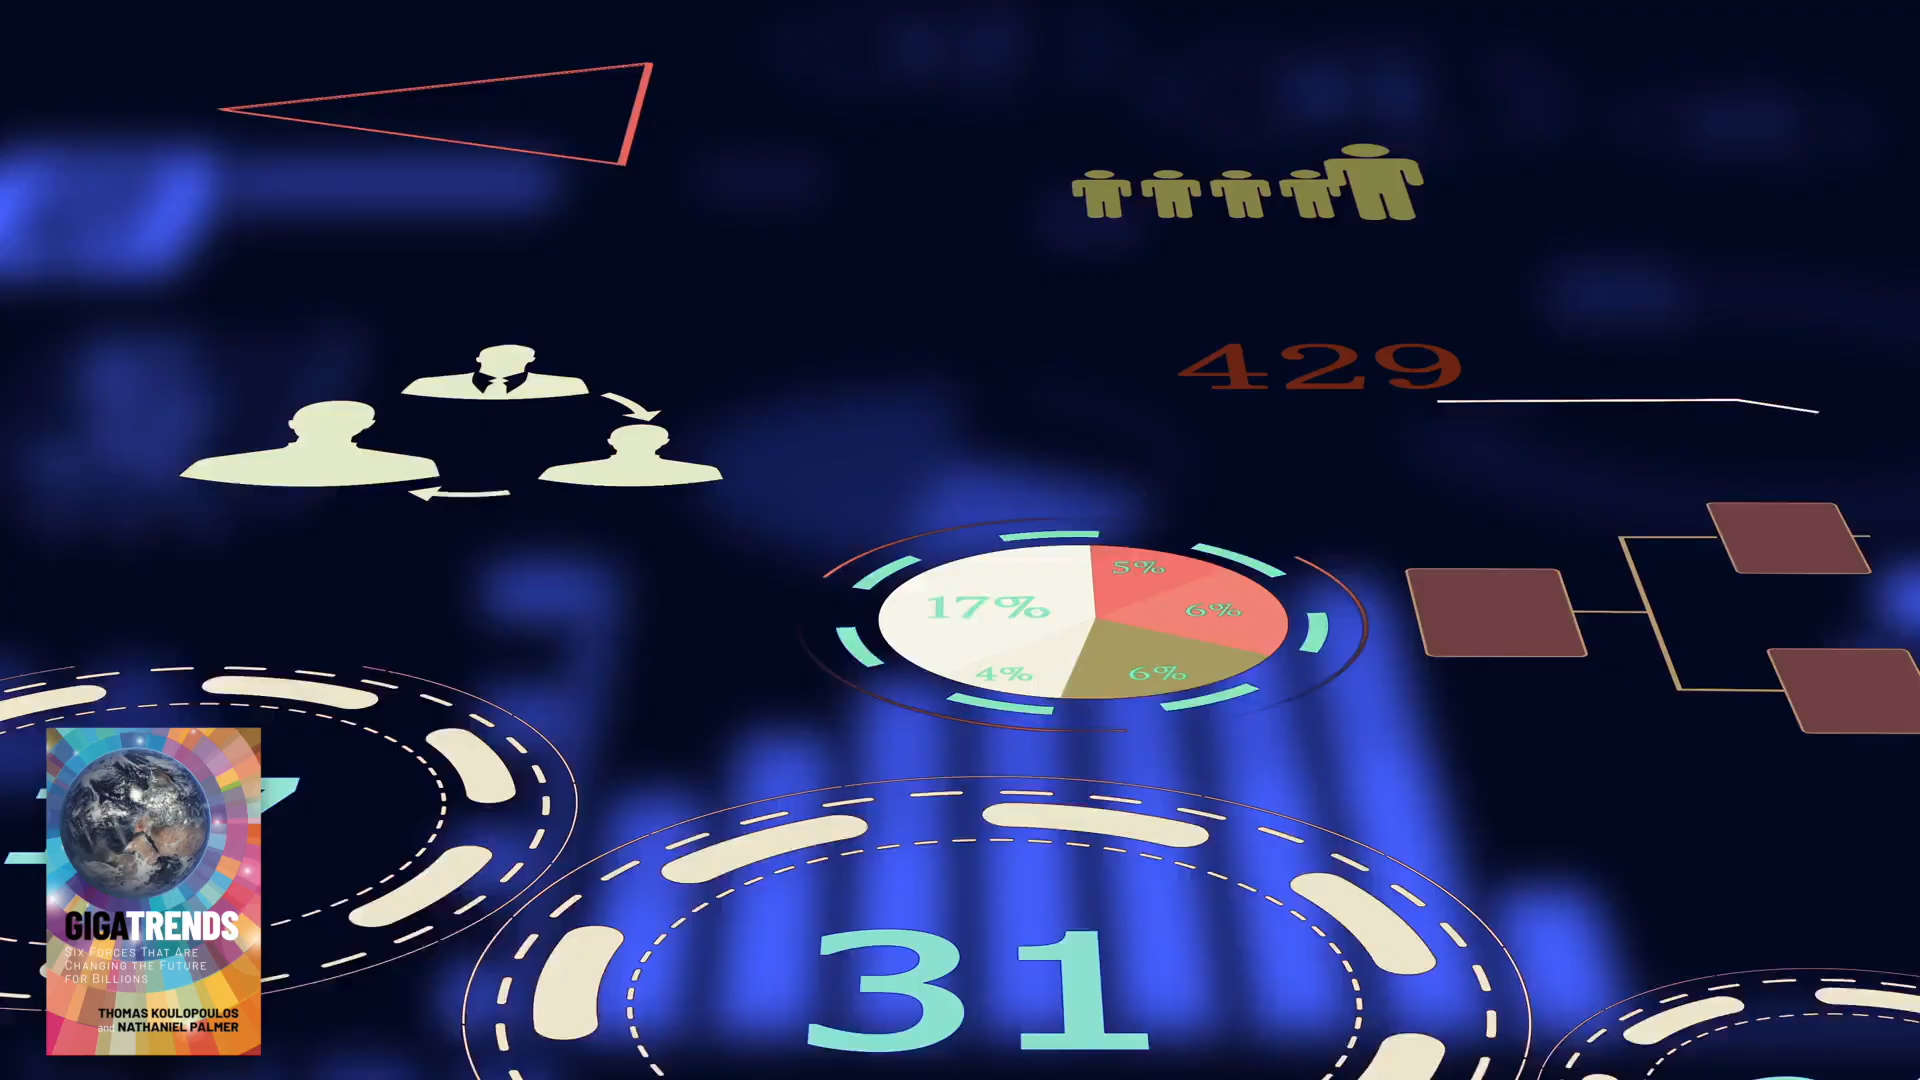 429
5%
17%
6%
4%
6%
31
GIGATRENDS
SIX FORCES THAT ARE
CHANGING THE FUTURE
FOR BILLIONS
THOMAS KOULOPOULOS
and NATHANIEL PALMER